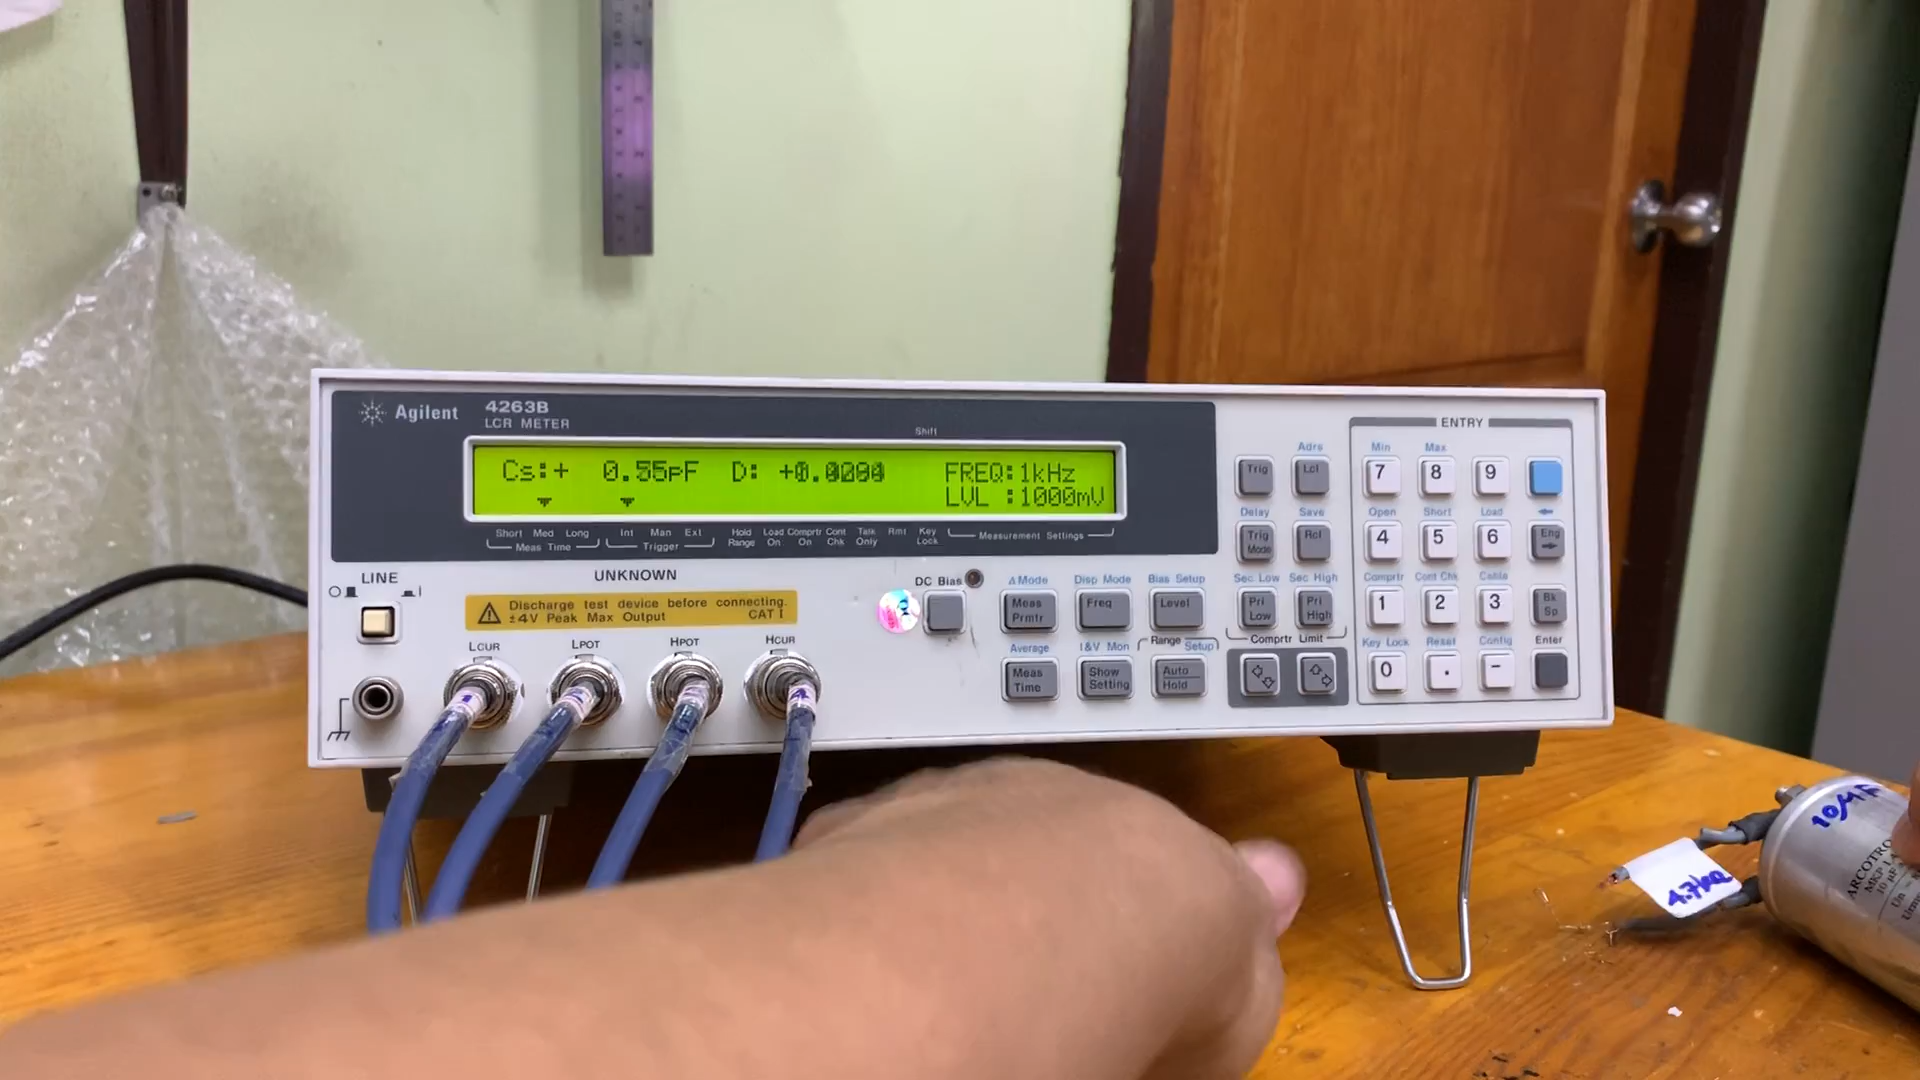 Agilent
4263B
LCR METER
Shift
Cs:+ 0.55pF D:
FREQ:1kHz
LVL :1000mV
Short Med Long
Meas Time
Int Man Ext
Trigger
Hold Range
Load On
Comprtr On
Cont Chk
Talk Only
Rmt
Key Lock
Measurement Settings
LINE
UNKNOWN
Discharge test device before connecting.
±4V Peak Max Output CAT I
LCUR
LPOT
HPOT
HCUR
DC Bias
Δ Mode
Meas Prmtr
Disp Mode
Freq
Bias Setup
Level
Average
Meas Time
I&V Mon
Show Setting
Range Setup
Auto Hold
Trig
Adrs
Lcl
Delay
Trig Mode
Save
Rcl
Sec Low
Pri Low
Sec High
Pri High
Comprtr Limit
ENTRY
Min
7
Max
8
9
Open
4
Short
5
Load
6
Eng
Comprtr
1
Cont Chk
2
Cable
3
Bk Sp
Key Lock
0
Reset
.
Config
-
Enter
10μF
ARCOTRO
MKP 1
10 μF
Un